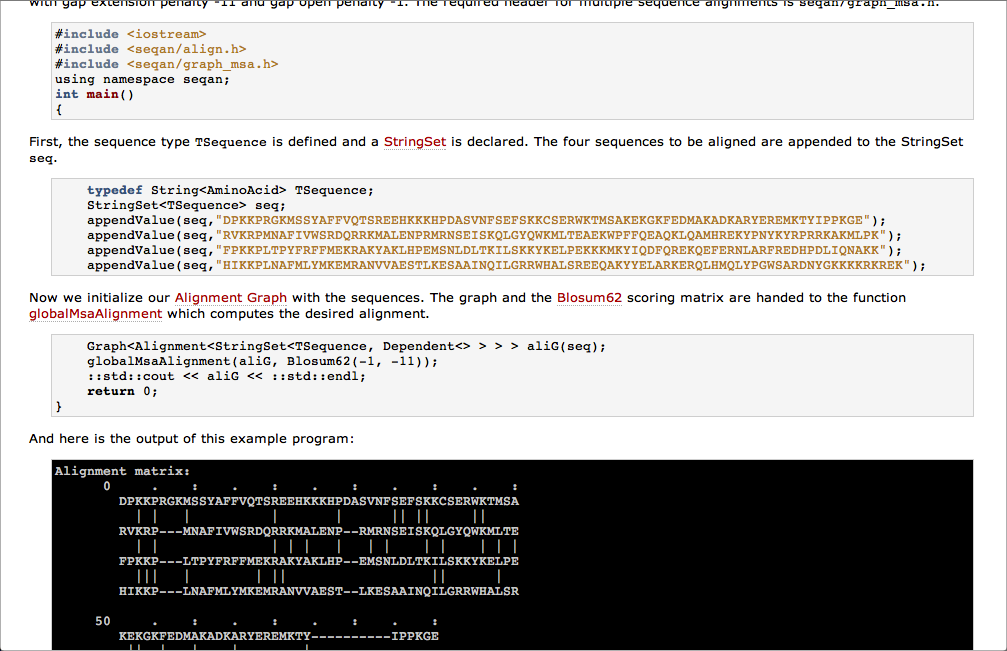 with gap extension penalty -11 and gap open penalty -1. The required header for multiple sequence alignments is seqan/graph_msa.h.
#include <iostream>
#include <seqan/align.h>
#include <seqan/graph_msa.h>
using namespace seqan;
int main()
{
First, the sequence type TSequence is defined and a StringSet is declared. The four sequences to be aligned are appended to the StringSet
seq.
typedef String<AminoAcid> TSequence;
StringSet<TSequence> seq;
appendValue(seq,"DPKKPRGKMSSYAFFVQTSREEHKKKHPDASVNFSEFSKKCSERWKTMSAKEKGKFEDMAKADKARYEREMKTYIPPKGE");
appendValue(seq,"RVKRPMNAFIVWSRDQRRKMALENPRMRNSEISKQLGYQWKMLTEAEKWPFFQEAQKLQAMHREKYPNYKYRPRRKAKMLPK");
appendValue(seq,"FPKKPLTPYFRFFMEKRAKYAKLHPEMSNLDLTKILSKKYKELPEKKKMKYIQDFQREKQEFERNLARFREDHPDLIQNAKK");
appendValue(seq,"HIKKPLNAFMLYMKEMRANVVAESTLKESAAINQILGRRWHALSREEQAKYYELARKERQLHMQLYPGWSARDNYGKKKKRKREK");
Now we initialize our Alignment Graph with the sequences. The graph and the Blosum62 scoring matrix are handed to the function
globalMsaAlignment which computes the desired alignment.
Graph<Alignment<StringSet<TSequence, Dependent<> > > > aliG(seq);
globalMsaAlignment(aliG, Blosum62(-1, -11));
::std::cout << aliG << ::std::endl;
return 0;
}
And here is the output of this example program:
Alignment matrix:
0     .    :    .    :    .    :    .    :    .    :
DPKKPRGKMSSYAFFVQTSREEHKKKHPDASVNFSEFSKKCSERWKTMSA
  | |   |          |       |      || ||     ||
RVKRP---MNAFIVWSRDQRRKMALENP--RMRNSEISKQLGYQWKMLTE
  | |              | | |   |   | |    | |    | | |
FPKKP---LTPYFRFFMEKRAKYAKLHP--EMSNLDLTKILSKKYKELPE
  |||   |        | ||                  ||      |
HIKKP---LNAFMLYMKEMRANVVAEST--LKESAAINQILGRRWHALSR
50     .    :    .    :    .    :    .    :
KEKGKFEDMAKADKARYEREMKTY----------IPPKGE